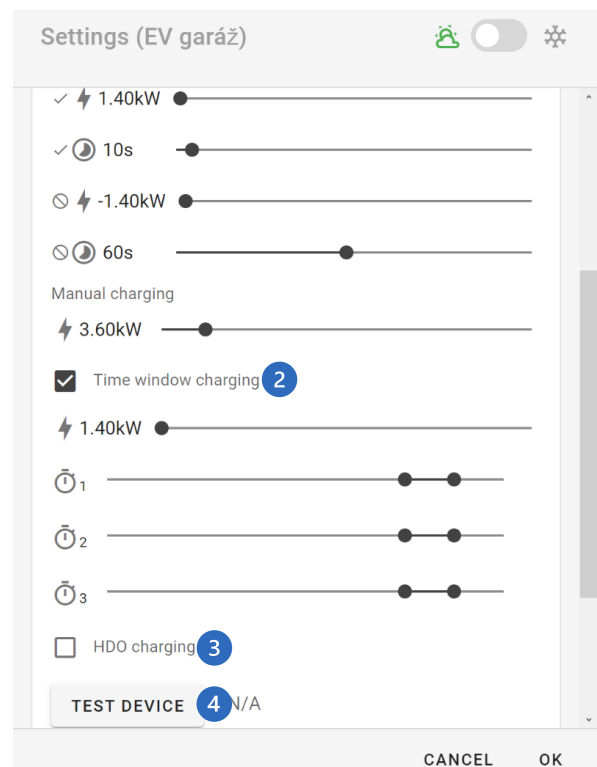 Settings (EV garáž)
1.40kW
10s
-1.40kW
60s
Manual charging
3.60kW
Time window charging 2
1.40kW
1
2
3
HDO charging 3
TEST DEVICE 4 N/A
CANCEL OK